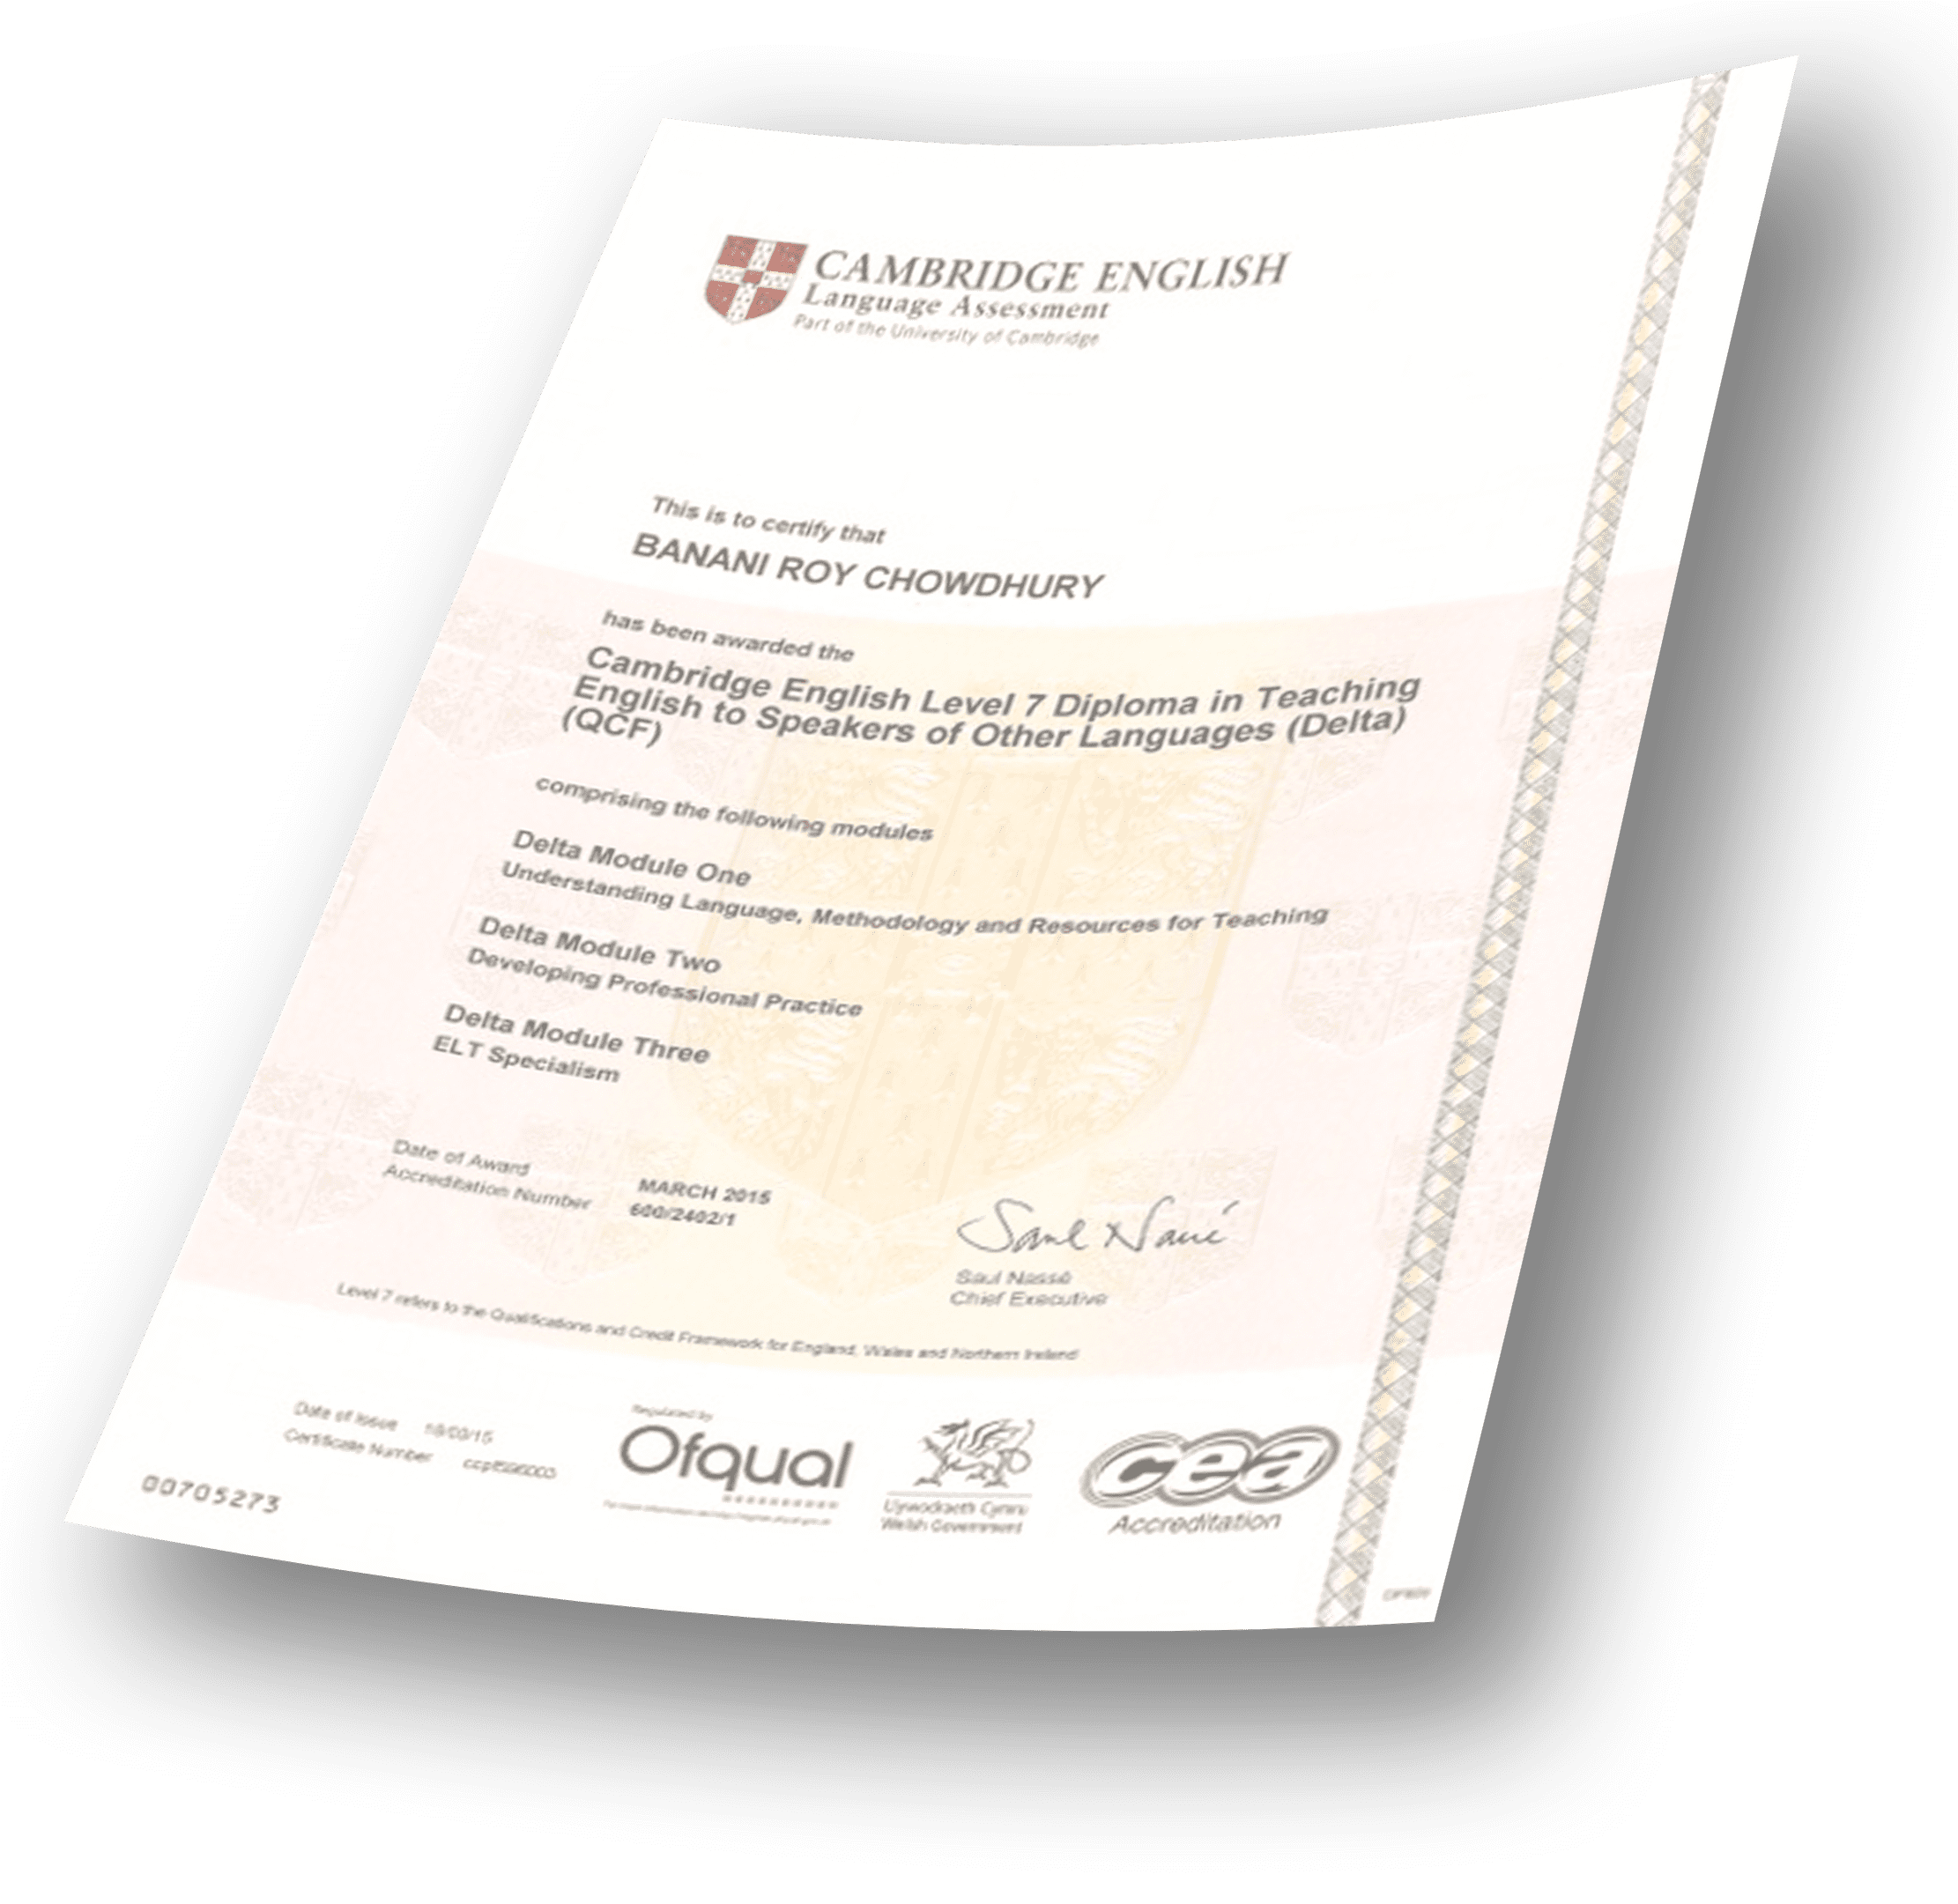 CAMBRIDGE ENGLISH
Language Assessment
Part of the University of Cambridge
This is to certify that
BANANI ROY CHOWDHURY
has been awarded the
Cambridge English Level 7 Diploma in Teaching
English to Speakers of Other Languages (Delta)
(QCF)
comprising the following modules
Delta Module One
Understanding Language, Methodology and Resources for Teaching
Delta Module Two
Developing Professional Practice
Delta Module Three
ELT Specialism
Date of Award MARCH 2015
Accreditation Number 600/2402/1
Saul Nassé
Saul Nassé
Chief Executive
Level 7 refers to the Qualifications and Credit Framework for England, Wales and Northern Ireland
Date of Issue
Certificate Number
00705273
Regulated by
Ofqual
Llywodraeth Cymru
Welsh Government
cea
Accreditation